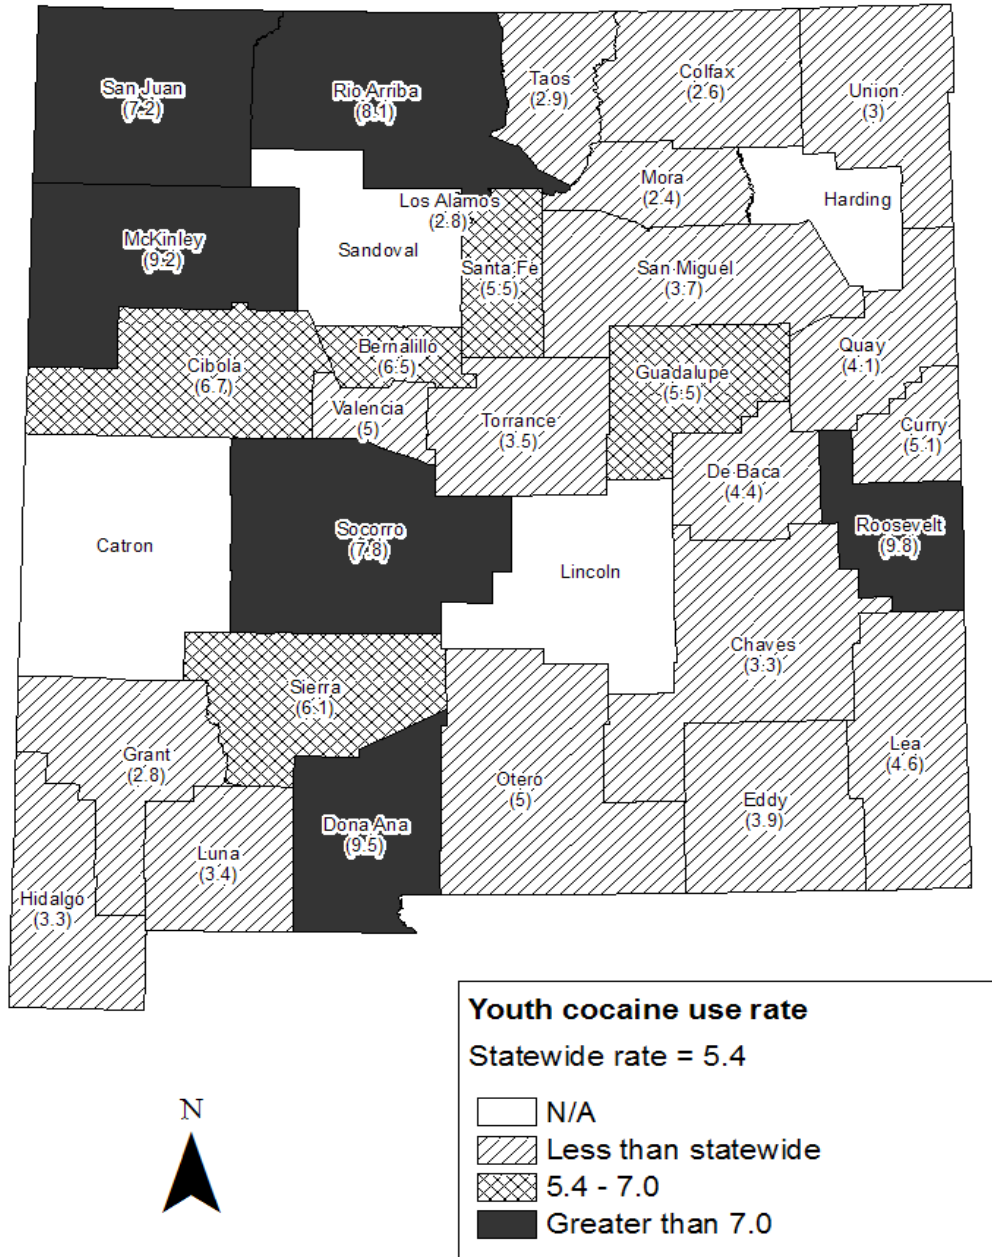 San Juan
(7.2)
Rio Arriba
(8.1)
Taos
(2.9)
Colfax
(2.6)
Union
(3)
Mora
(2.4)
Harding
Los Alamos
(2.8)
McKinley
(9.2)
Sandoval
Santa Fe
(5.5)
San Miguel
(3.7)
Cibola
(6.7)
Bernalillo
(6.5)
Guadalupe
(5.5)
Quay
(4.1)
Valencia
(5)
Torrance
(3.5)
Curry
(5.1)
De Baca
(4.4)
Catron
Socorro
(7.8)
Lincoln
Roosevelt
(9.8)
Chaves
(3.3)
Sierra
(6.1)
Grant
(2.8)
Otero
(5)
Lea
(4.6)
Eddy
(3.9)
Dona Ana
(9.5)
Luna
(3.4)
Hidalgo
(3.3)
N
Youth cocaine use rate
Statewide rate = 5.4
N/A
Less than statewide
5.4 - 7.0
Greater than 7.0